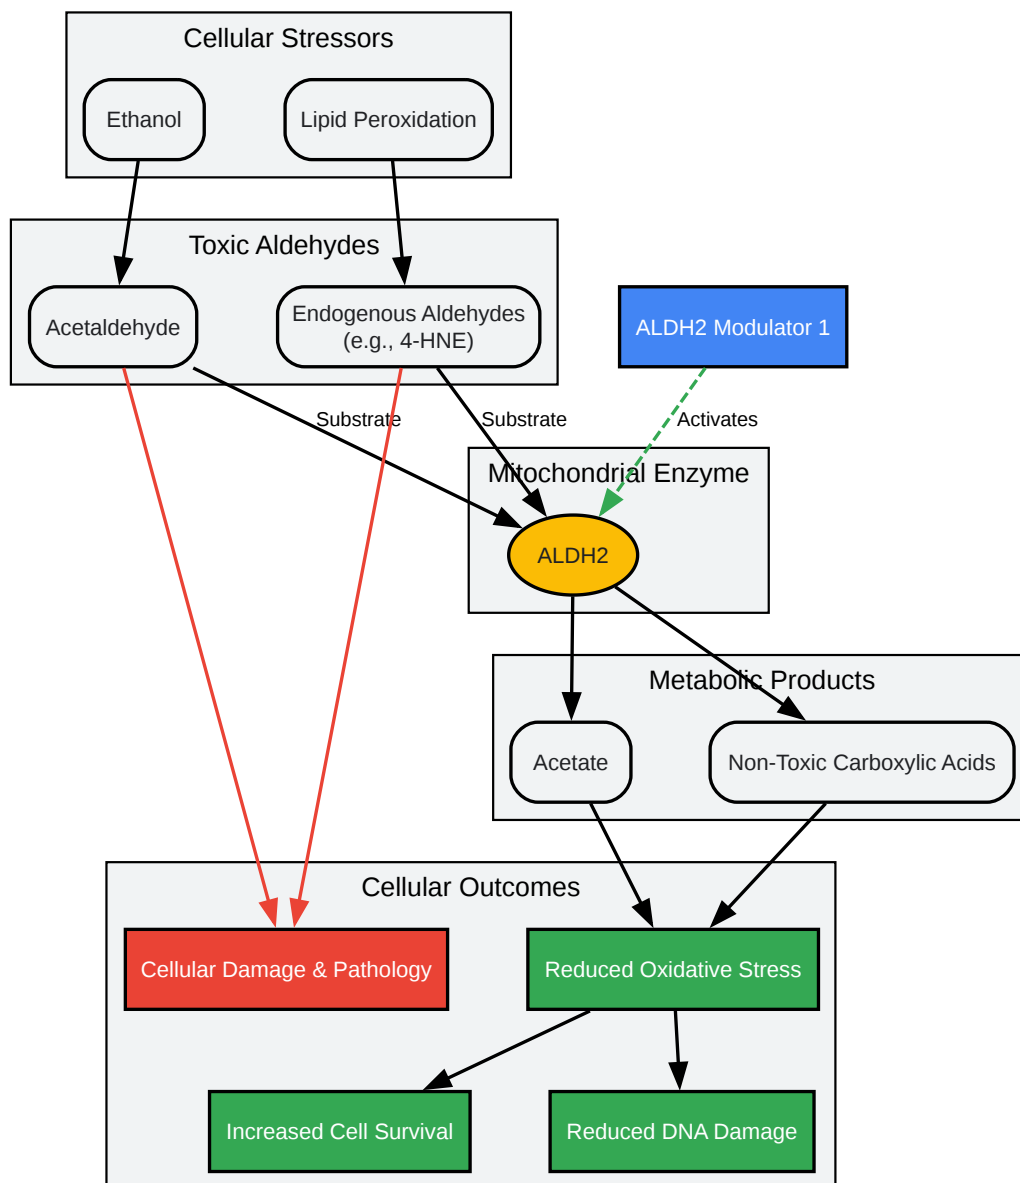 Cellular Stressors
Ethanol
Lipid Peroxidation
Toxic Aldehydes
Acetaldehyde
Endogenous Aldehydes
(e.g., 4-HNE)
ALDH2 Modulator 1
Substrate
Substrate
Activates
Mitochondrial Enzyme
ALDH2
Metabolic Products
Acetate
Non-Toxic Carboxylic Acids
Cellular Outcomes
Cellular Damage & Pathology
Reduced Oxidative Stress
Increased Cell Survival
Reduced DNA Damage